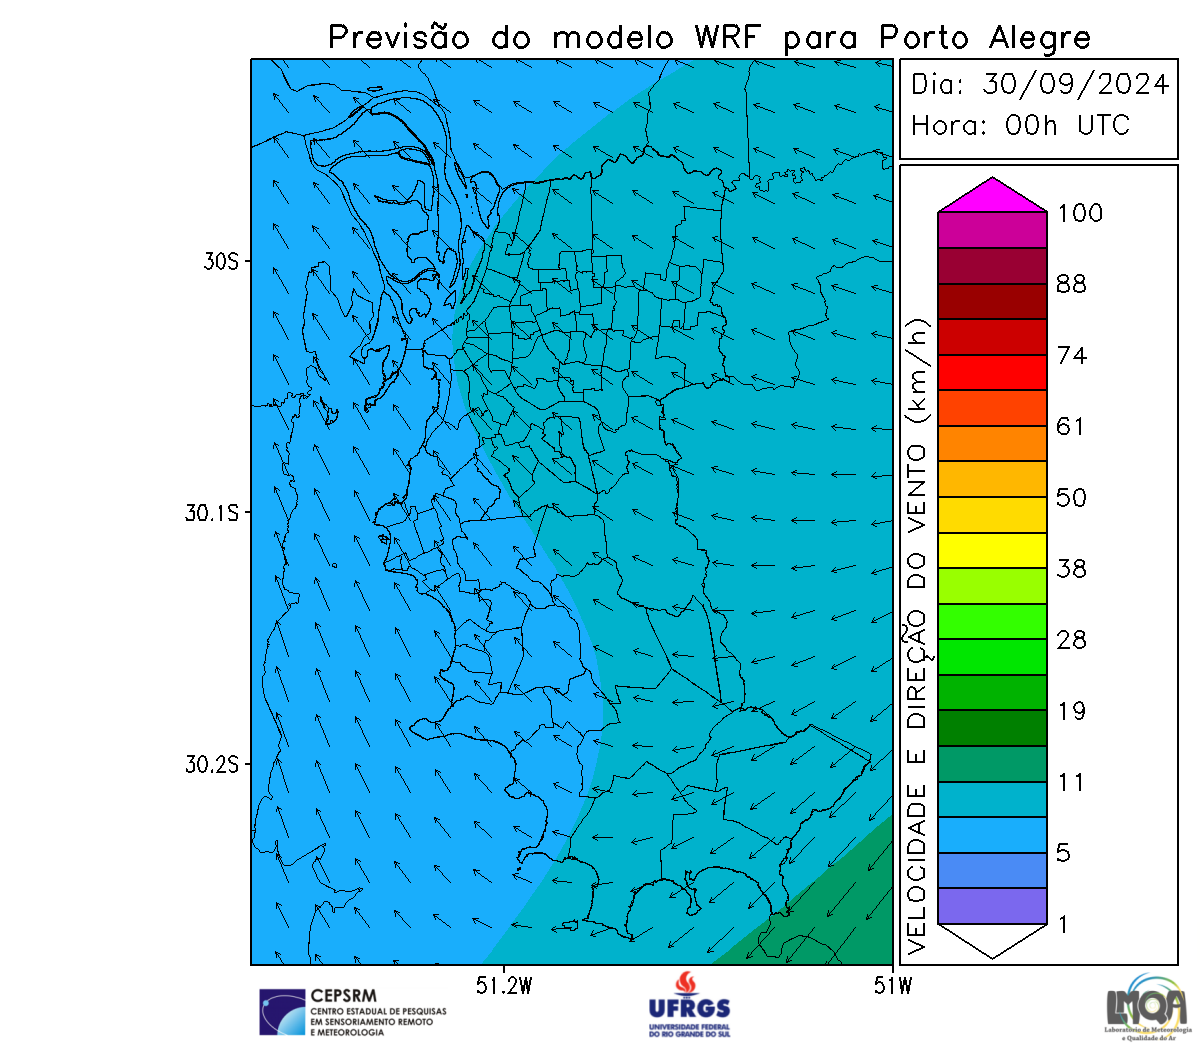 Previsão do modelo WRF para Porto Alegre
Dia: 30/09/2024
Hora: 00h UTC
30S
30.1S
30.2S
51.2W
51W
VELOCIDADE E DIREÇÃO DO VENTO (km/h)
100
88
74
61
50
38
28
19
11
5
1
CEPSRM
CENTRO ESTADUAL DE PESQUISAS
EM SENSORIAMENTO REMOTO
E METEOROLOGIA
UFRGS
UNIVERSIDADE FEDERAL
DO RIO GRANDE DO SUL
LMQA
Laboratório de Meteorologia
e Qualidade do Ar